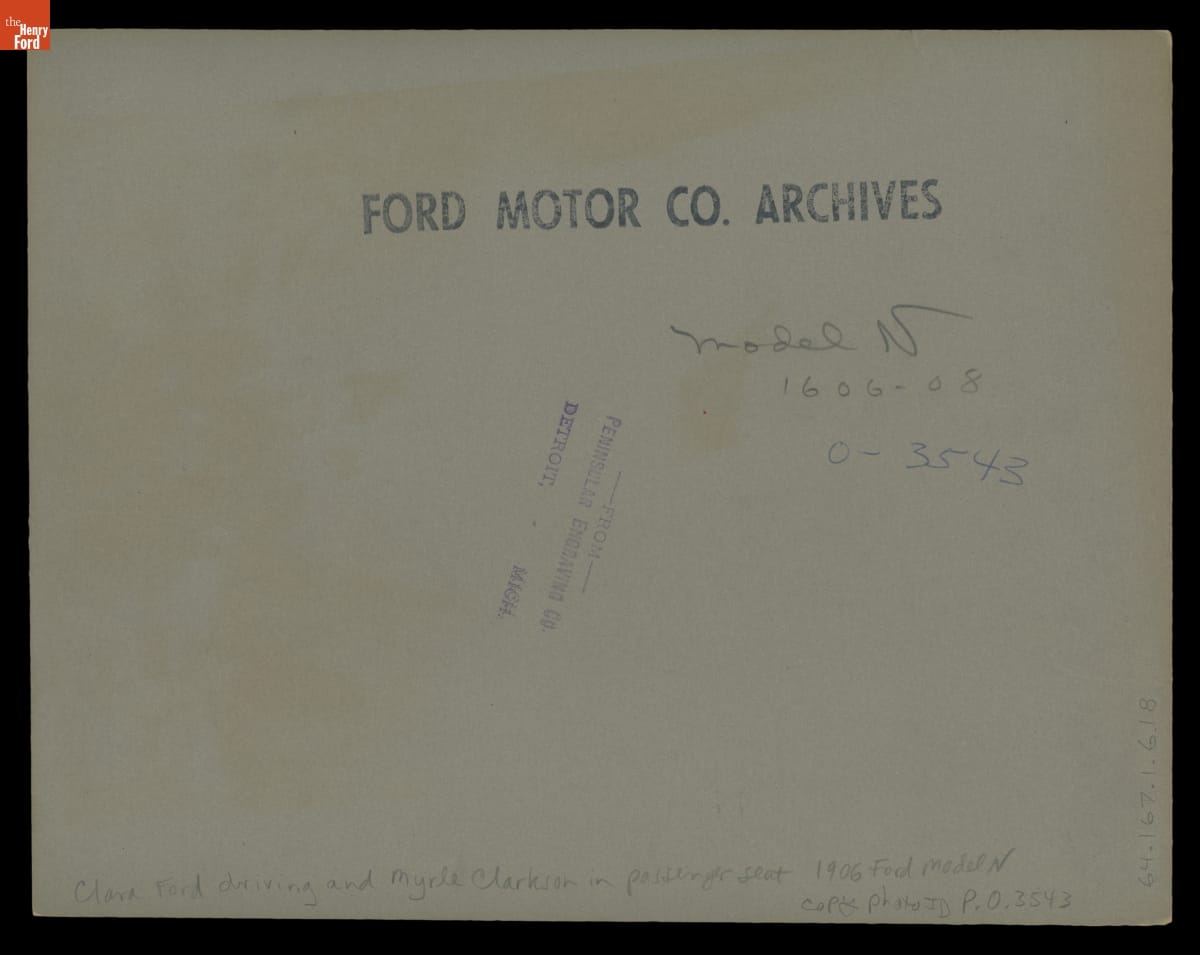 the
Henry
Ford
FORD MOTOR CO. ARCHIVES
Model N
1606-08
0-3543
—FROM—
PENINSULAR ENGRAVING CO.
DETROIT, MICH.
64.167.1.618
Clara Ford driving and Myrle Clarkson in passenger seat 1906 Ford Model N
copy photo ID P.O.3543